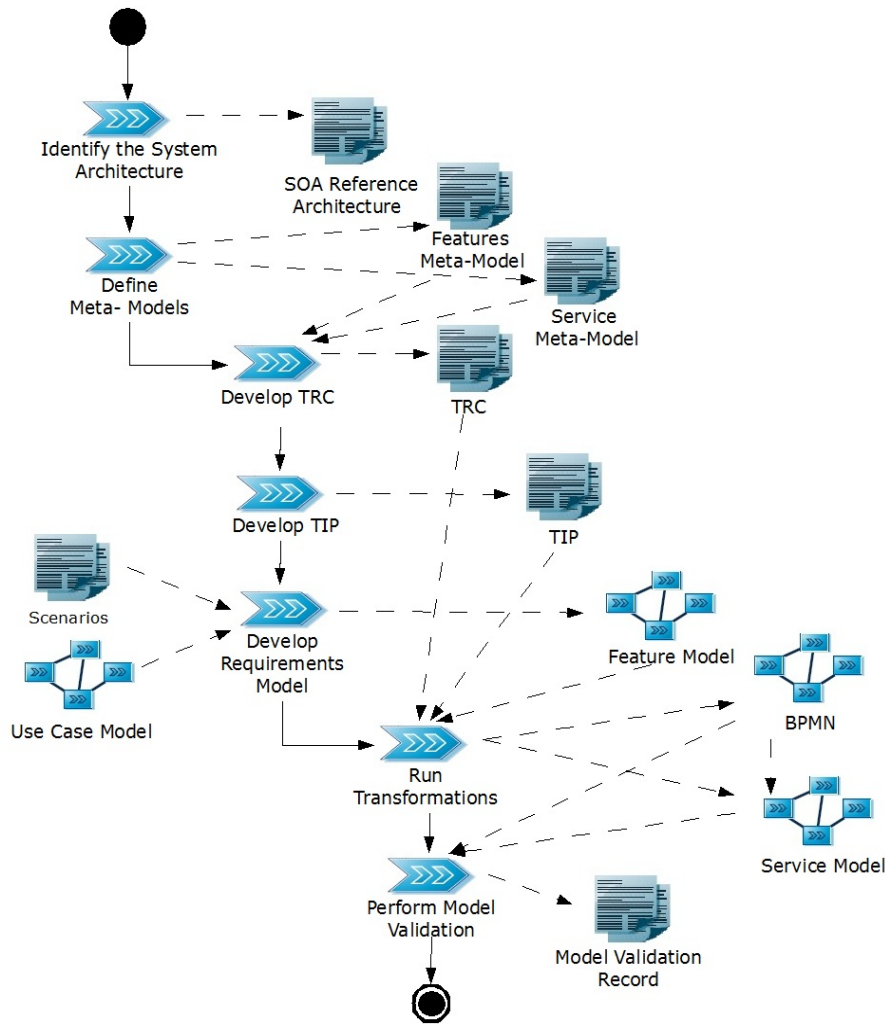 Identify the System
Architecture
SOA Reference
Architecture
Features
Meta-Model
Define
Meta- Models
Service
Meta-Model
Develop TRC
TRC
Develop TIP
TIP
Scenarios
Develop
Requirements
Model
Feature Model
Use Case Model
BPMN
Run
Transformations
Service Model
Perform Model
Validation
Model Validation
Record